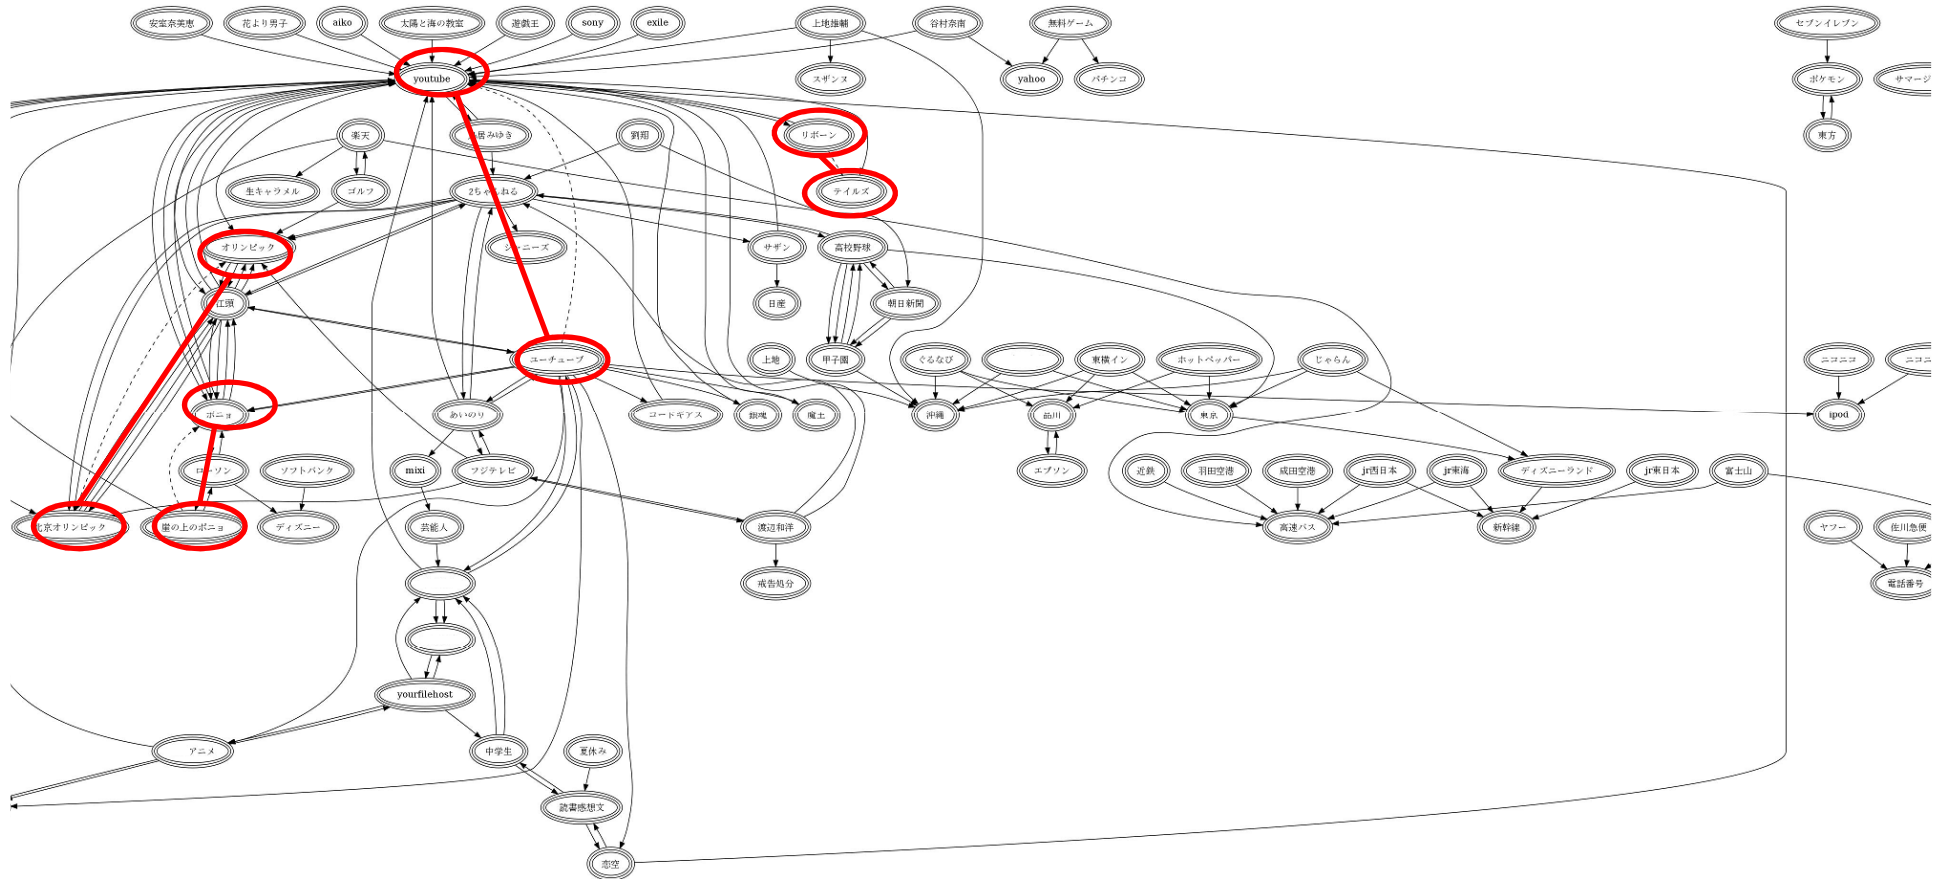 安室奈美恵
花より男子
aiko
太陽と海の教室
遊戯王
sony
exile
上地雄輔
谷村奈南
無料ゲーム
セブンイレブン
youtube
スザンヌ
yahoo
パチンコ
ポケモン
楽天
居みゆき
劉翔
リボーン
東方
生キャラメル
ゴルフ
2ちゃんねる
テイルズ
オリンピック
サザン
高校野球
江頭
日産
朝日新聞
ユーチューブ
上地
甲子園
ぐるなび
東横イン
ホットペッパー
じゃらん
ニコニコ
ポニョ
あいのり
コードギアス
銀魂
魔王
沖縄
品川
東京
ipod
ローソン
ソフトバンク
mixi
フジテレビ
エプソン
近鉄
羽田空港
成田空港
jr西日本
jr東海
ディズニーランド
jr東日本
富士山
北京オリンピック
崖の上のポニョ
ディズニー
芸能人
渡辺和洋
高速バス
新幹線
ヤフー
佐川急便
戒告処分
電話番号
yourfilehost
アニメ
中学生
夏休み
読書感想文
恋空